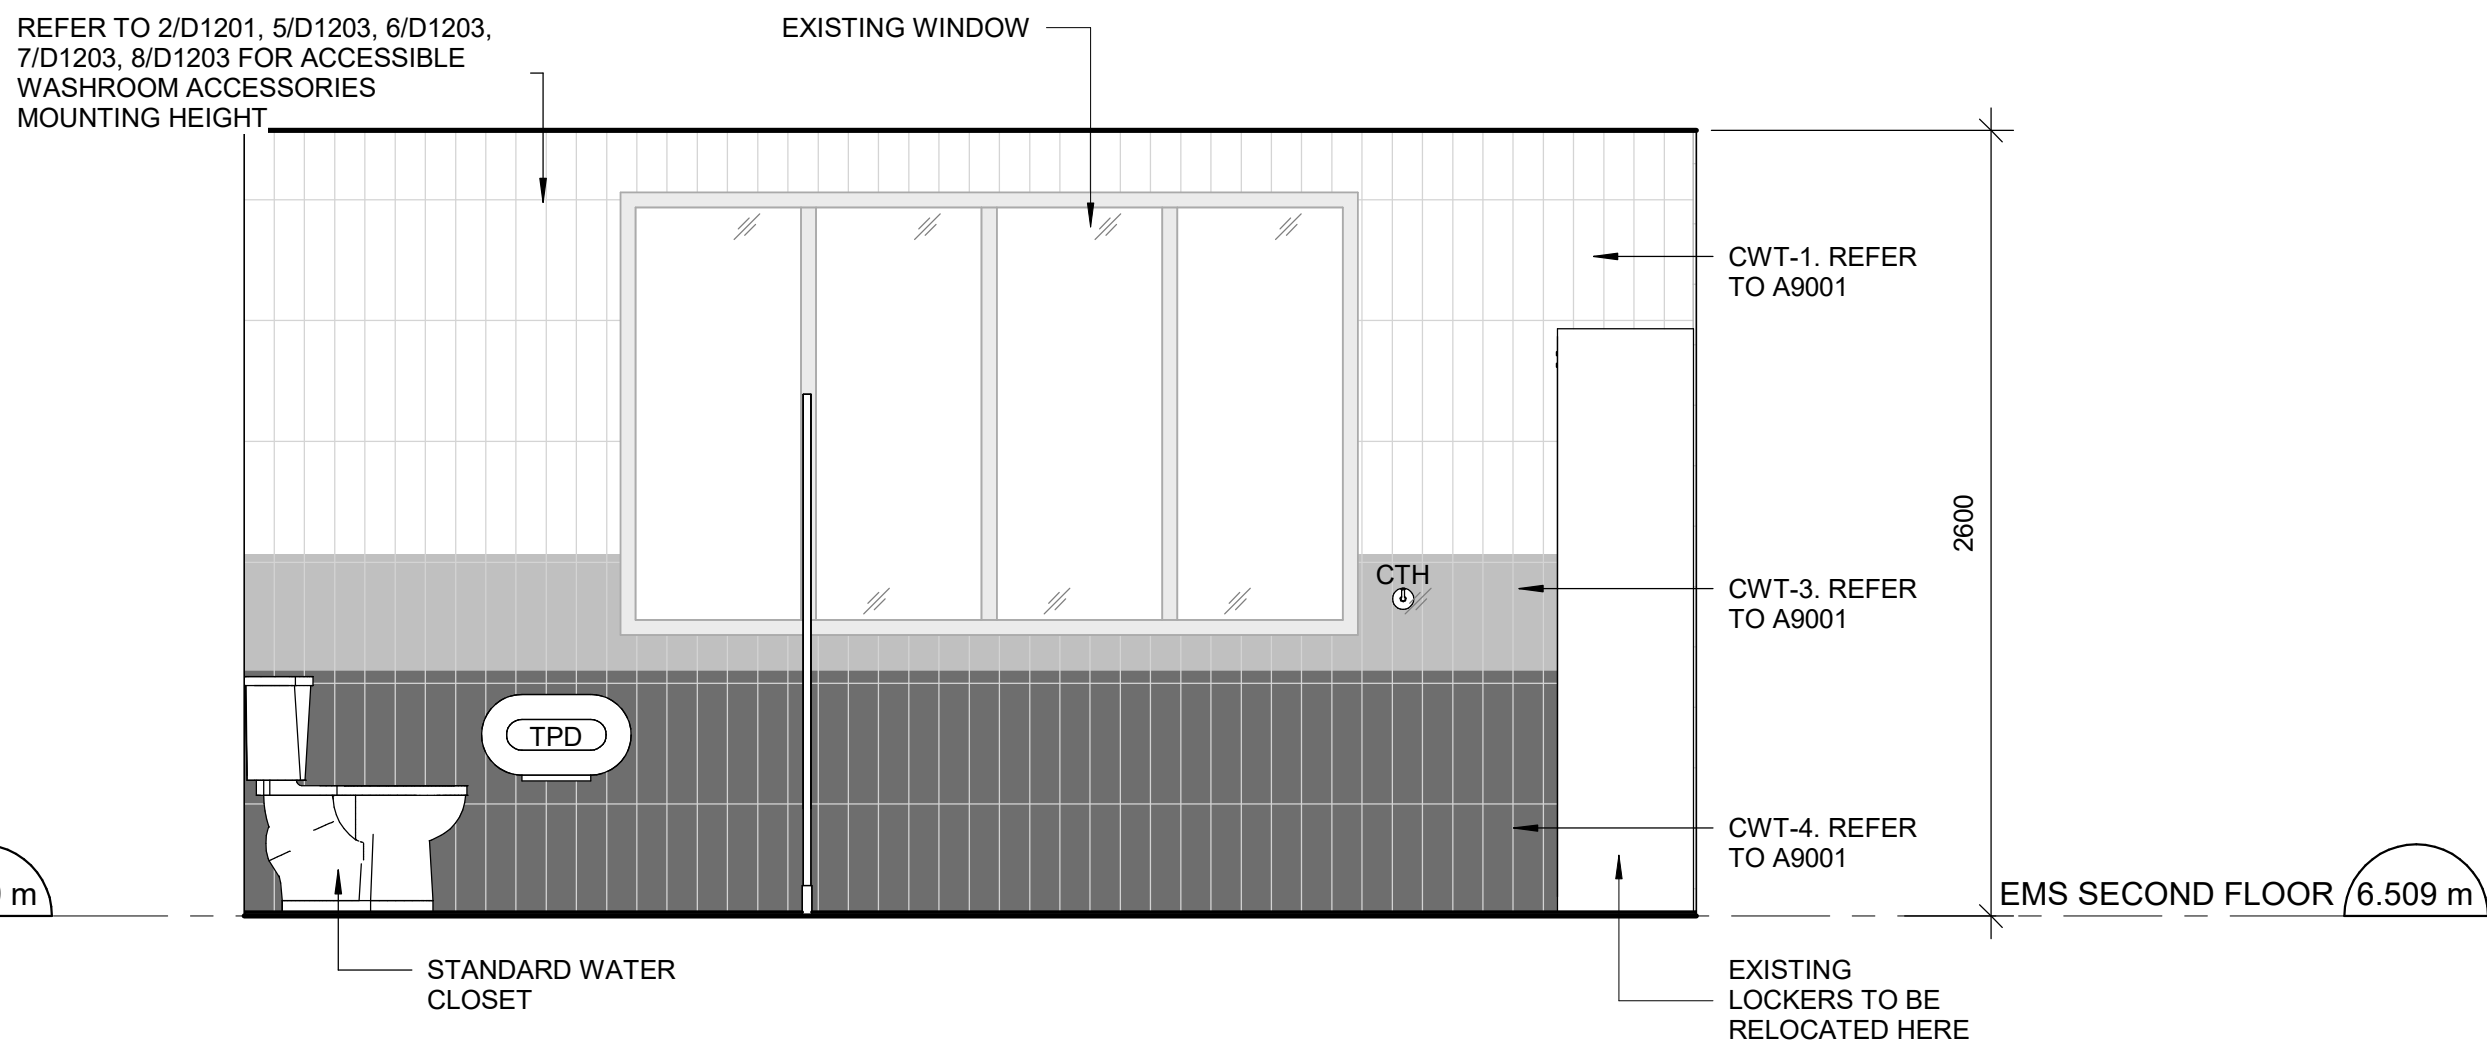 REFER TO 2/D1201, 5/D1203, 6/D1203,
7/D1203, 8/D1203 FOR ACCESSIBLE
WASHROOM ACCESSORIES
MOUNTING HEIGHT
EXISTING WINDOW
CWT-1. REFER
TO A9001
2600
CTH
CWT-3. REFER
TO A9001
TPD
CWT-4. REFER
TO A9001
m
EMS SECOND FLOOR 6.509 m
STANDARD WATER
CLOSET
EXISTING
LOCKERS TO BE
RELOCATED HERE